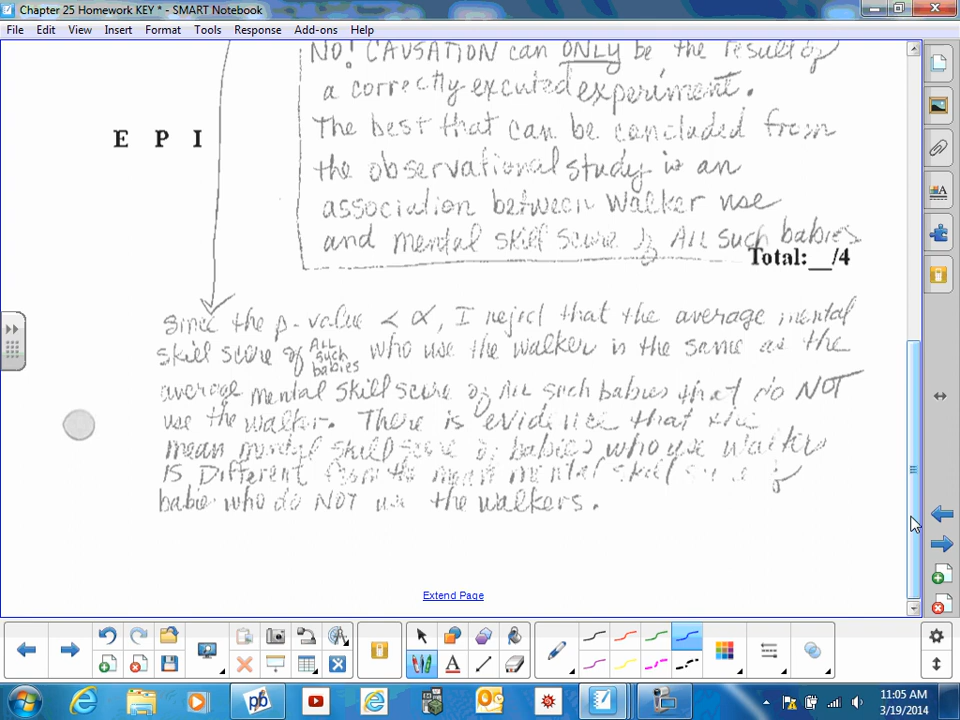 Chapter 25 Homework KEY * - SMART Notebook
File Edit View Insert Format Tools Response Add-ons Help
NO! CAUSATION can ONLY be the result of
a correctly excuted experiment.
The best that can be concluded from
E P I
the observational study is an
association between Walker use
and mental skill score of ALL such babies
Total:__/4
Since the p-value < α, I reject that the average mental
skill score of ALL such babies who use the walker is the same as the
average mental skill score of ALL such babies that do NOT
use the walker. There is evidence that the
mean mental skill score of babies who use walkers
IS Different from the mean mental skill score of
babie who do NOT use the walkers.
Extend Page
11:05 AM
3/19/2014